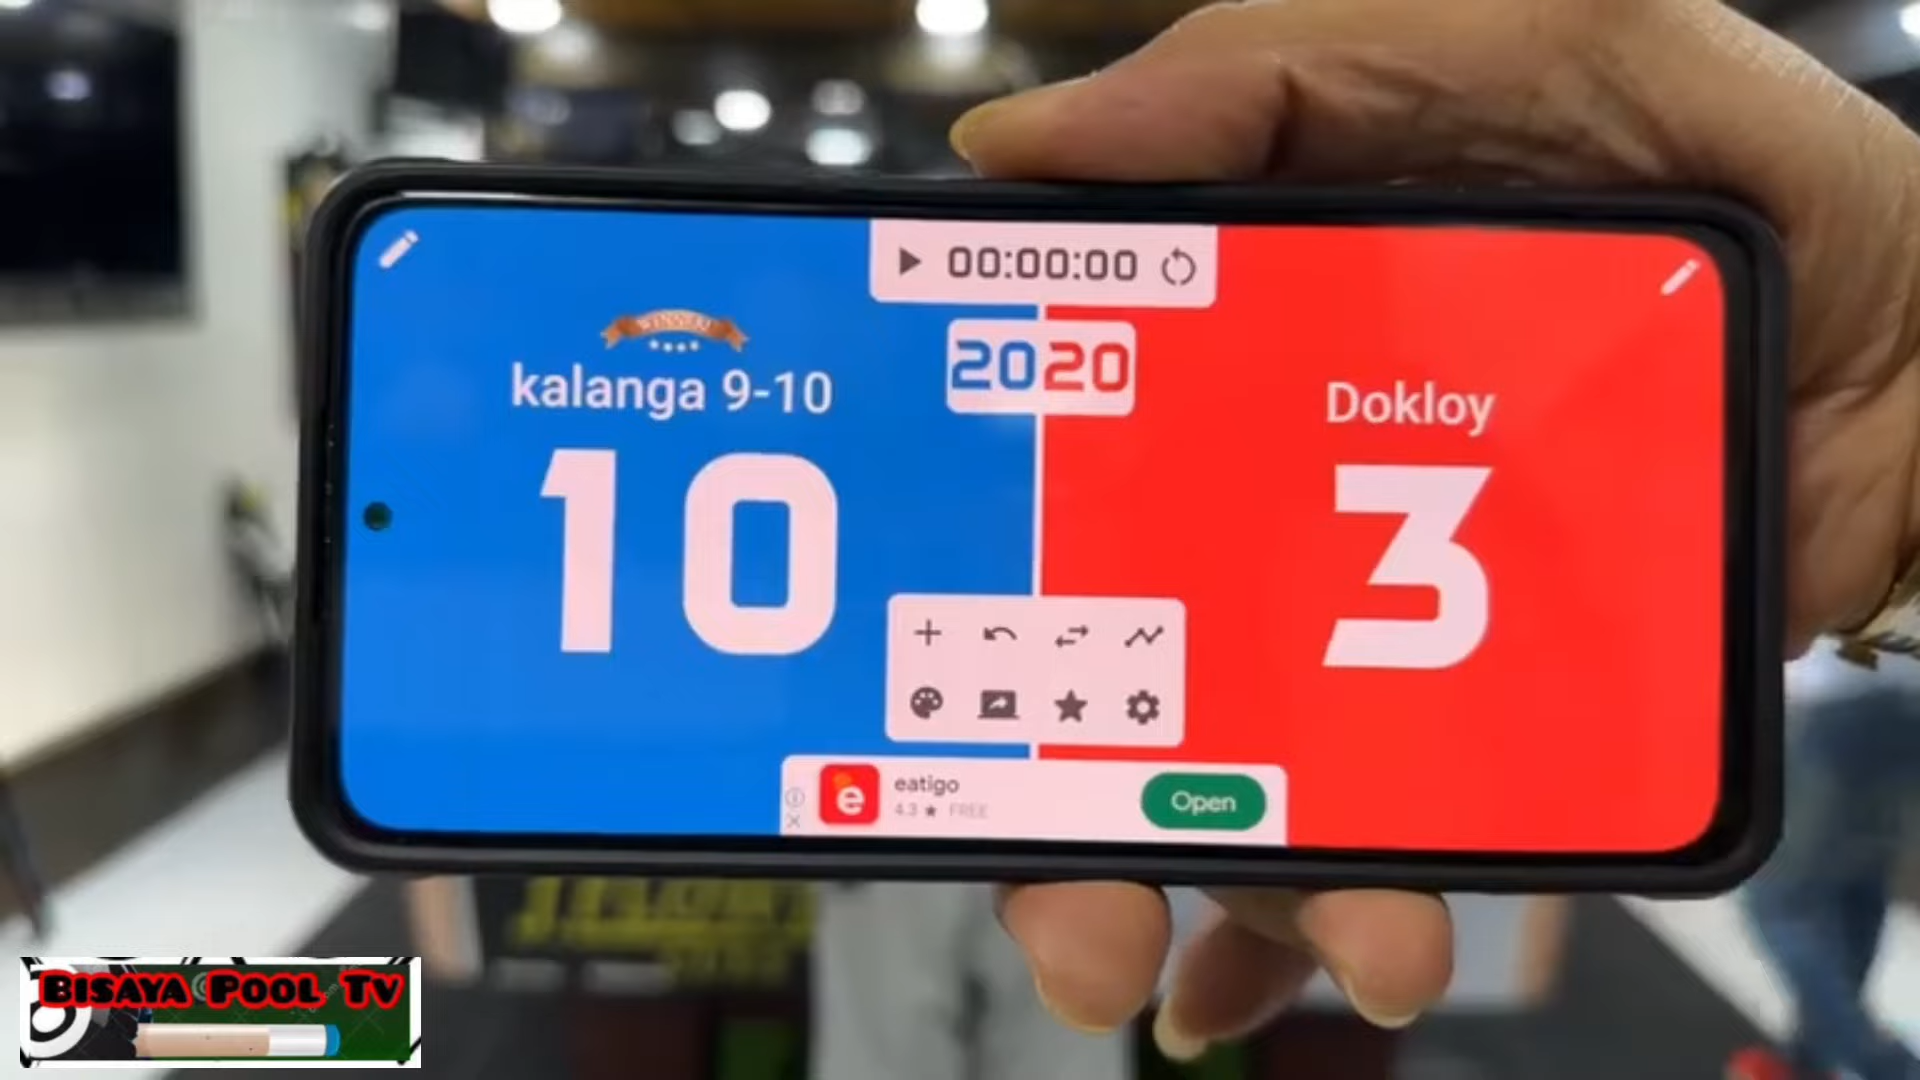 00:00:00
WINNER!
kalanga 9-10
2020
Dokloy
10
3
eatigo
4.3 ★ FREE
Open
BISAYA POOL TV